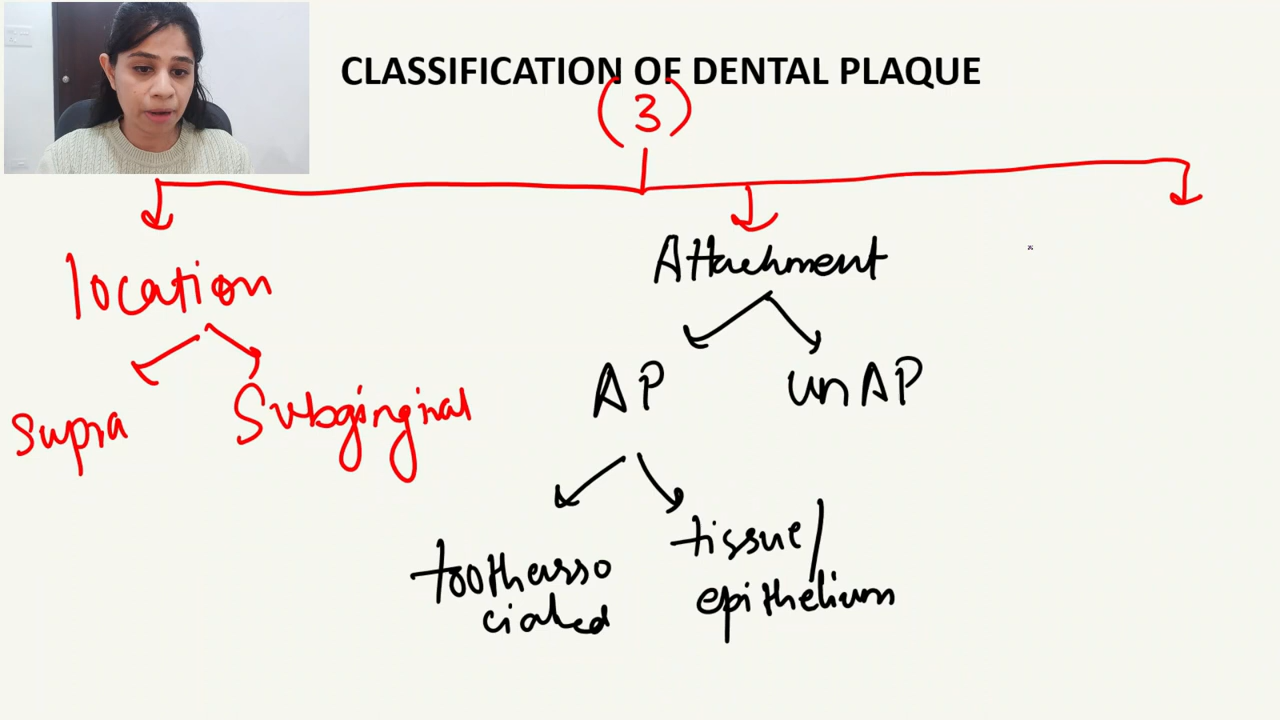 CLASSIFICATION OF DENTAL PLAQUE
(3)
location
Attachment
supra
Subgingival
AP
unAP
toothasso
ciated
tissue/
epithelium